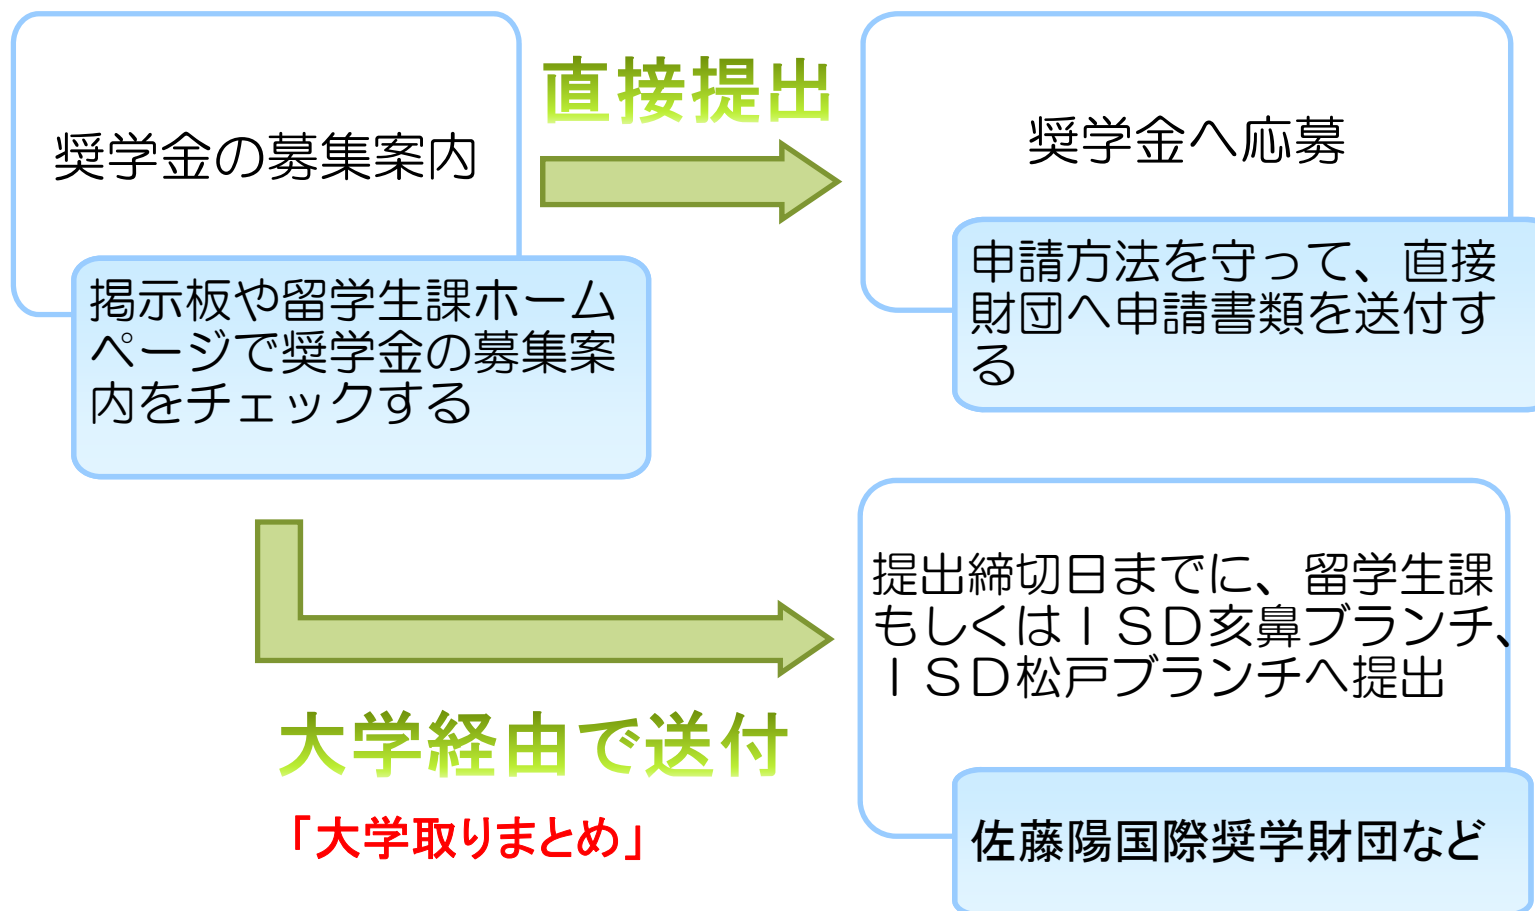 奨学金の募集案内
掲示板や留学生課ホーム
ページで奨学金の募集案
内をチェックする
直接提出
奨学金へ応募
申請方法を守って、直接
財団へ申請書類を送付す
る
大学経由で送付
「大学取りまとめ」
提出締切日までに、留学生課
もしくはＩＳＤ亥鼻ブランチ、
ＩＳＤ松戸ブランチへ提出
佐藤陽国際奨学財団など